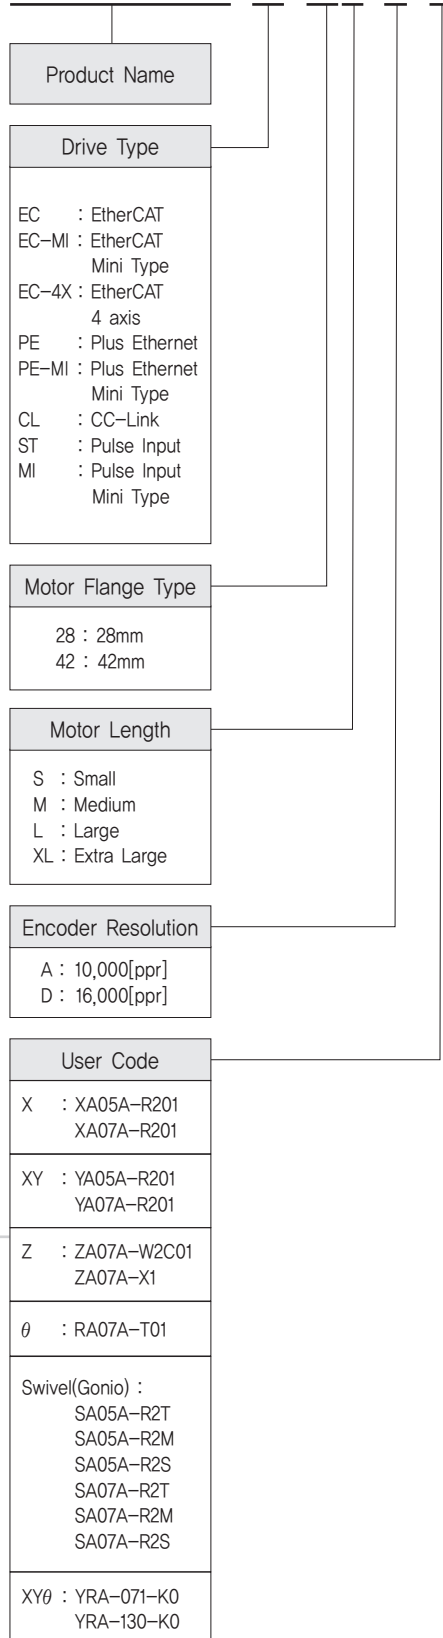 Product Name
Drive Type
EC : EtherCAT
EC-MI : EtherCAT
Mini Type
EC-4X : EtherCAT
4 axis
PE : Plus Ethernet
PE-MI : Plus Ethernet
Mini Type
CL : CC-Link
ST : Pulse Input
MI : Pulse Input
Mini Type
Motor Flange Type
28 : 28mm
42 : 42mm
Motor Length
S : Small
M : Medium
L : Large
XL : Extra Large
Encoder Resolution
A : 10,000[ppr]
D : 16,000[ppr]
User Code
X : XA05A-R201
XA07A-R201
XY : YA05A-R201
YA07A-R201
Z : ZA07A-W2C01
ZA07A-X1
θ : RA07A-T01
Swivel(Gonio) :
SA05A-R2T
SA05A-R2M
SA05A-R2S
SA07A-R2T
SA07A-R2M
SA07A-R2S
XYθ : YRA-071-K0
YRA-130-K0